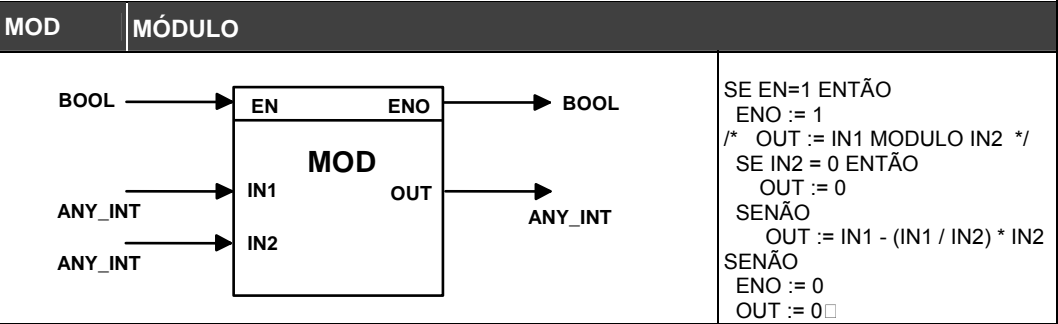 MOD MÓDULO
BOOL EN ENO BOOL
MOD
ANY_INT IN1 OUT ANY_INT
ANY_INT IN2
SE EN=1 ENTÃO
ENO := 1
/* OUT := IN1 MODULO IN2 */
SE IN2 = 0 ENTÃO
OUT := 0
SENÃO
OUT := IN1 - (IN1 / IN2) * IN2
SENÃO
ENO := 0
OUT := 0□